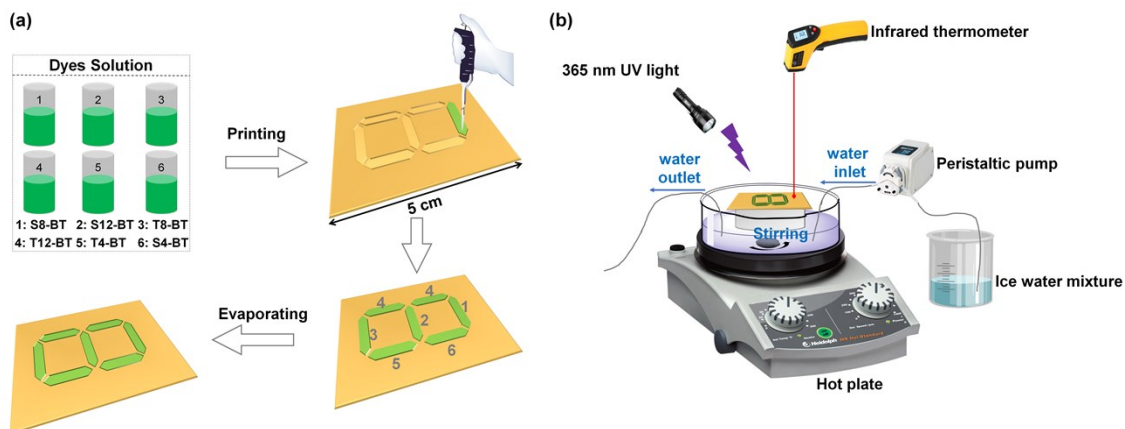 (a)
Dyes Solution
1
2
3
4
5
6
1: S8-BT 2: S12-BT 3: T8-BT
4: T12-BT 5: T4-BT 6: S4-BT
Printing
5 cm
Evaporating
4
4
1
3
2
5
6
(b)
Infrared thermometer
365 nm UV light
water
outlet
water
inlet
Peristaltic pump
Stirring
Ice water mixture
Heidolph
Hot plate